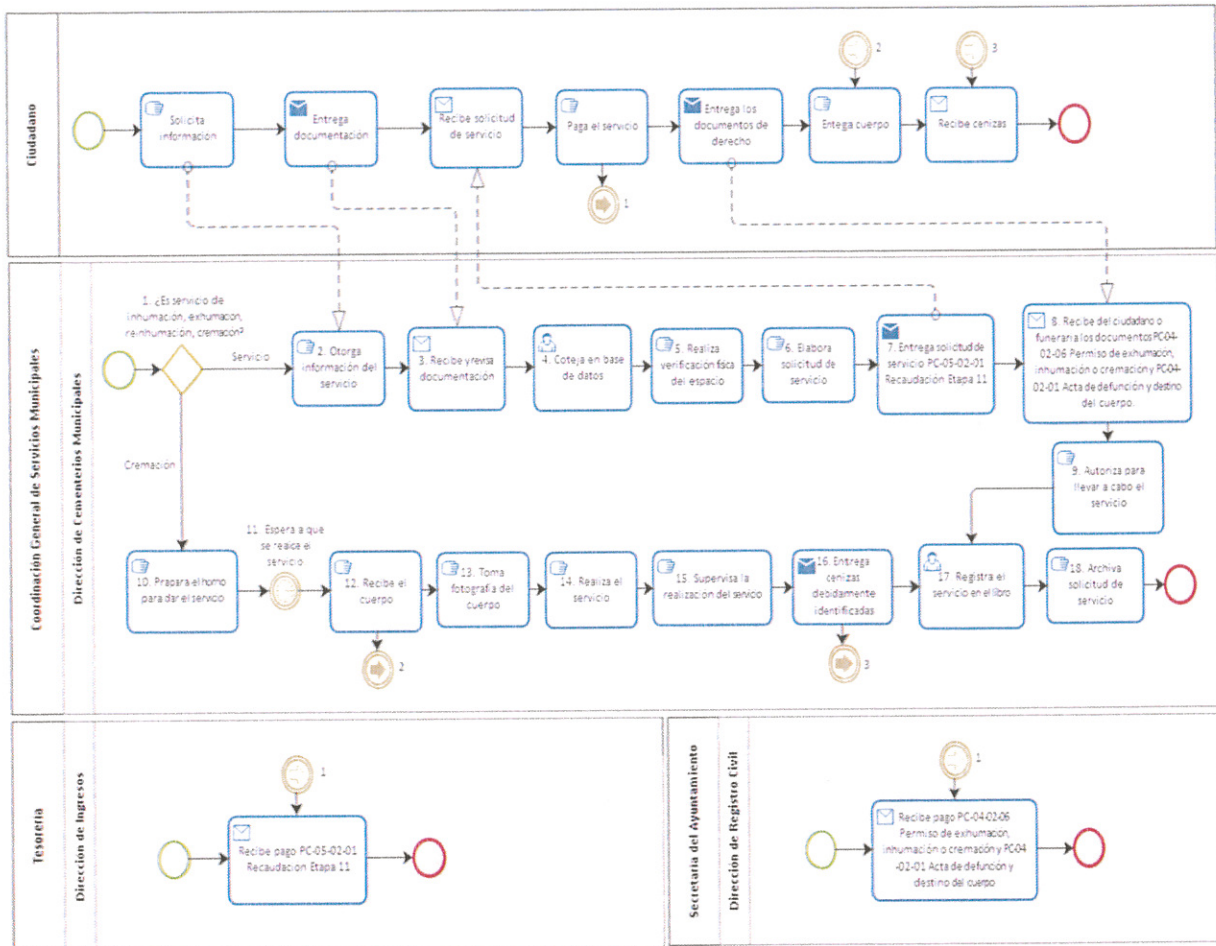 Ciudadano
Solicita
información
Entrega
documentación
Recibe solicitud
de servicio
Paga el servicio
1
Entrega los
documentos de
derecho
2
Entega cuerpo
3
Recibe cenizas
Coordinación General de Servicios Municipales
Dirección de Cementerios Municipales
1. ¿Es servicio de
inhumación, exhumacion,
reinhumación, cremación?
Servicio
Cremación
2. Otorga
información del
servicio
3. Recibe y revisa
documentación
4. Coteja en base
de datos
5. Realiza
verificación física
del espacio
6. Elabora
solicitud de
servicio
7. Entrega solicitud de
servicio PC-05-02-01
Recaudación Etapa 11
8. Recibe del ciudadano o
funeraria los documentos PC-04-
02-06 Permiso de exhumacion,
inhumación o cremación y PC-04-
02-01 Acta de defunción y destino
del cuerpo.
9. Autoriza para
llevar a cabo el
servicio
10. Prapara el horno
para dar el servicio
11. Espera a que
se realice el
servicio
12. Recibe el
cuerpo
2
13. Toma
fotografía del
cuerpo
14. Realiza el
servicio
15. Supervisa la
realización del servico
16. Entrega
cenizas
debidamente
identificadas
3
17. Registra el
servicio en el libro
18. Archiva
solicitud de
servicio
Tesorería
Dirección de Ingresos
1
Recibe pago PC-05-02-01
Recaudacion Etapa 11
Secretaria del Ayuntamiento
Dirección de Registro Civil
1
Recibe pago PC-04-02-06
Permiso de exhumación,
inhumación o cremación y PC-04
-02-01 Acta de defunción y
destino del cuerpo